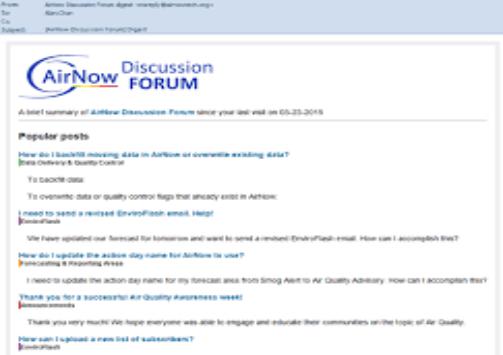 From: AirNow Discussion Forum digest
To: Alan Chan
Cc:
Subject: [AirNow Discussion Forum] Digest
AirNow Discussion
FORUM
A brief summary of AirNow Discussion Forum since your last visit on 05-23-2015
Popular posts
How do I backfill missing data in AirNow or overwrite existing data?
Data Delivery & Quality Control
To backfill data:
To overwrite data or quality control flags that already exist in AirNow:
I need to send a revised EnviroFlash email. Help!
EnviroFlash
We have updated our forecast for tomorrow and want to send a revised EnviroFlash email. How can I accomplish this?
How do I update the action day name for AirNow to use?
Forecasting & Reporting Areas
I need to update the action day name for my forecast area from Smog Alert to Air Quality Advisory. How can I accomplish this?
Thank you for a successful Air Quality Awareness week!
Announcements
Thank you very much! We hope everyone was able to engage and educate their communities on the topic of Air Quality.
How can I upload a new list of subscribers?
EnviroFlash